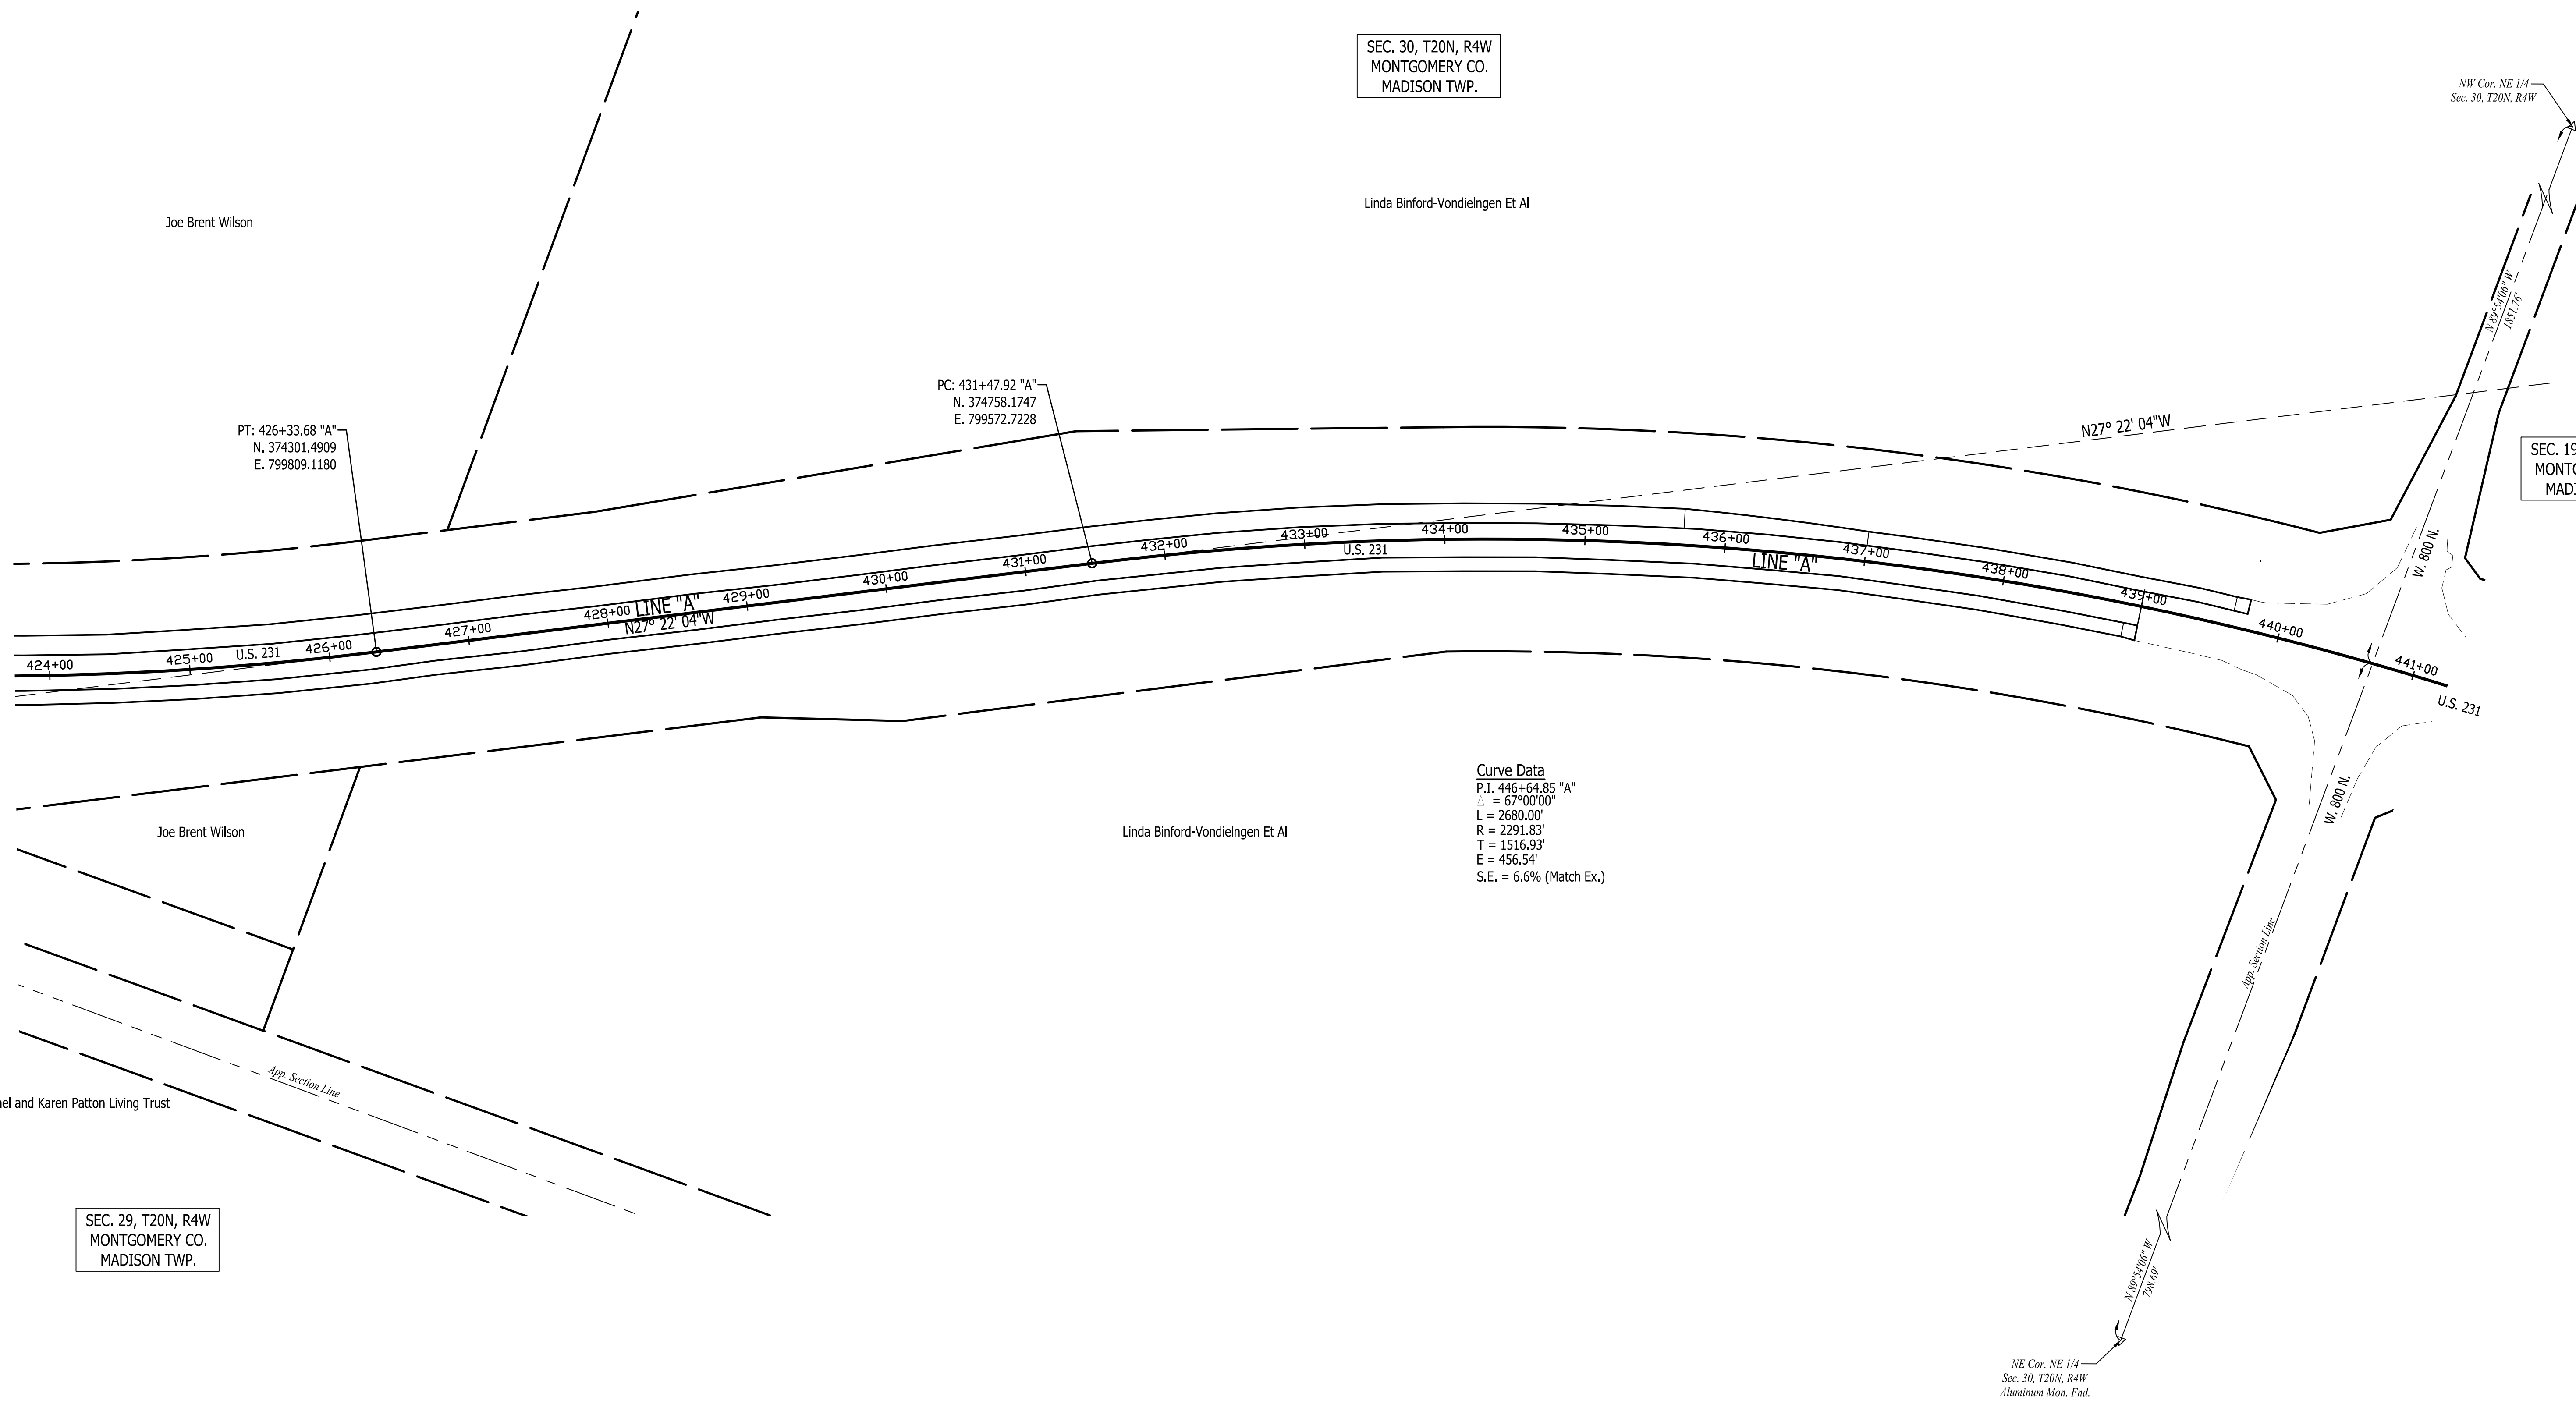 SEC. 30, T20N, R4W
MONTGOMERY CO.
MADISON TWP.
NW Cor. NE 1/4
Sec. 30, T20N, R4W
Joe Brent Wilson
Linda Binford-Vondielngen Et Al
N 89°54'06" W
1851.76'
PC: 431+47.92 "A"
N. 374758.1747
E. 799572.7228
PT: 426+33.68 "A"
N. 374301.4909
E. 799809.1180
N27° 22' 04"W
SEC. 19
MONTG
MADI
424+00
425+00
U.S. 231
426+00
427+00
428+00
LINE "A"
N27° 22' 04"W
429+00
430+00
431+00
432+00
433+00
U.S. 231
434+00
435+00
436+00
LINE "A"
437+00
438+00
439+00
440+00
441+00
U.S. 231
W. 800 N.
W. 800 N.
Curve Data
P.I. 446+64.85 "A"
△ = 67°00'00"
L = 2680.00'
R = 2291.83'
T = 1516.93'
E = 456.54'
S.E. = 6.6% (Match Ex.)
Joe Brent Wilson
Linda Binford-Vondielngen Et Al
App. Section Line
App. Section Line
ael and Karen Patton Living Trust
SEC. 29, T20N, R4W
MONTGOMERY CO.
MADISON TWP.
N 89°54'06" W
798.69'
NE Cor. NE 1/4
Sec. 30, T20N, R4W
Aluminum Mon. Fnd.